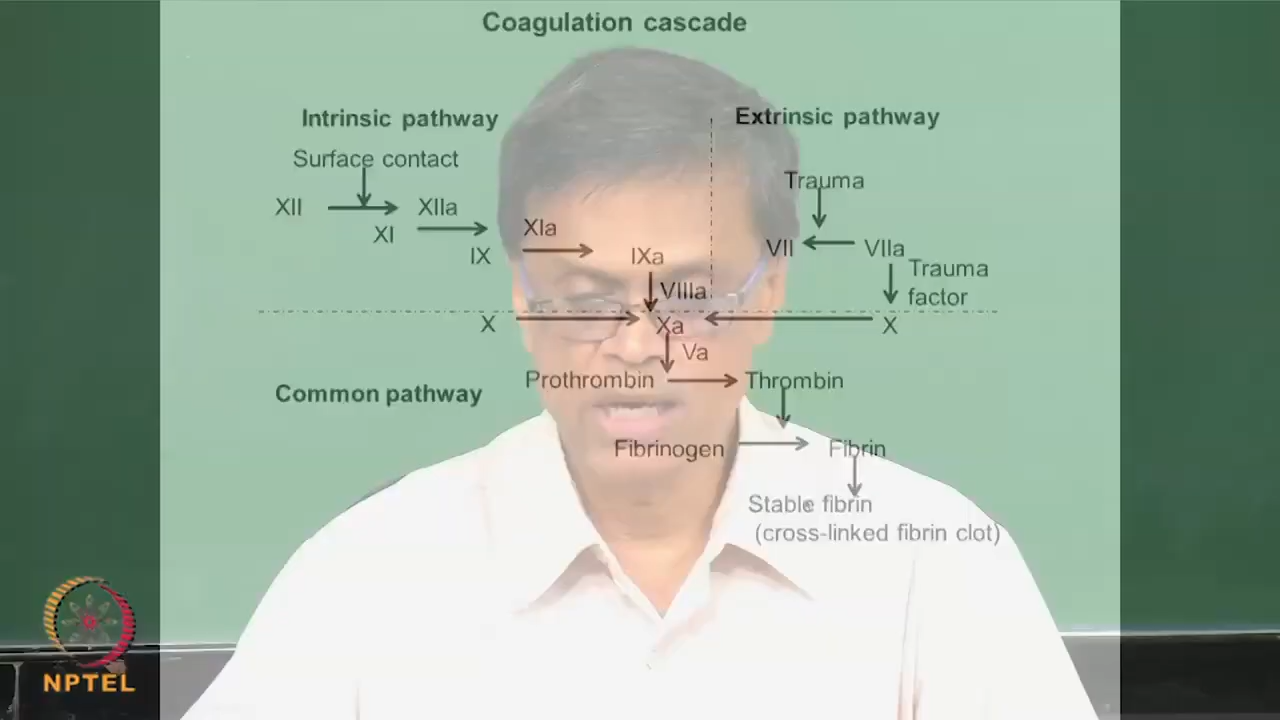 Coagulation cascade
Intrinsic pathway
Extrinsic pathway
Surface contact
Trauma
XII
XIIa
XI
XIa
IX
IXa
VII
VIIa
Trauma
factor
VIIIa
X
Xa
X
Va
Prothrombin
Thrombin
Common pathway
Fibrinogen
Fibrin
Stable fibrin
(cross-linked fibrin clot)
NPTEL